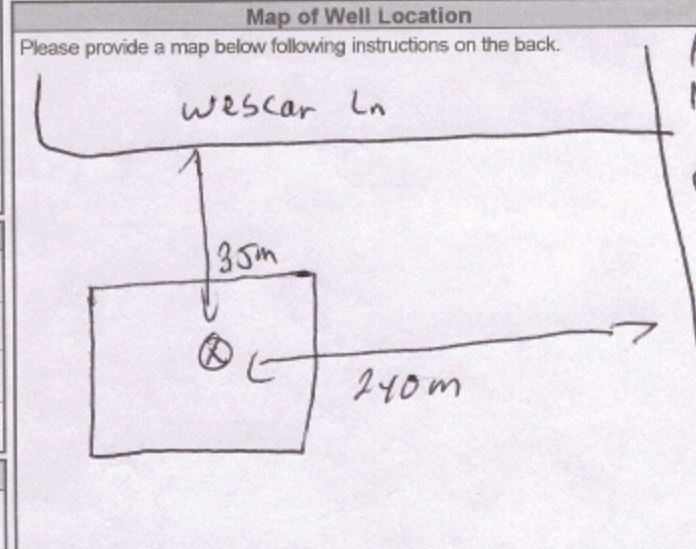 Map of Well Location
Please provide a map below following instructions on the back.
Wescar Ln
35m
240m